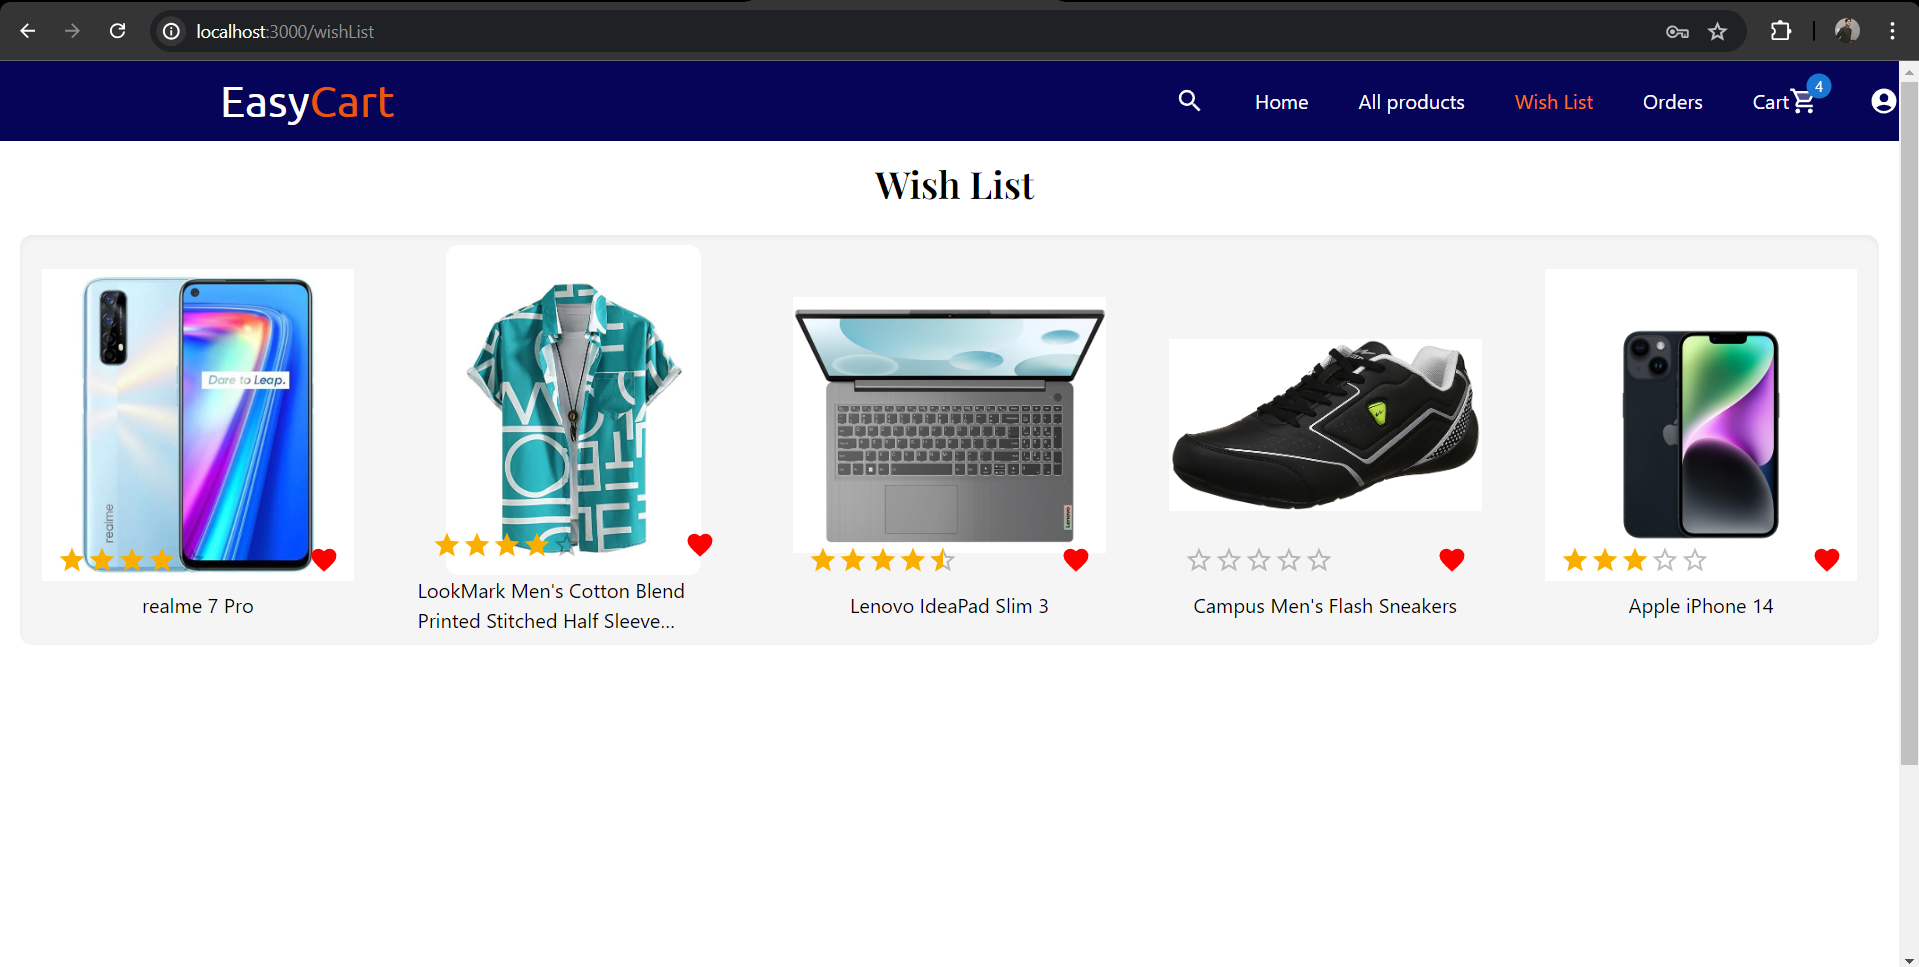 localhost:3000/wishList
EasyCart
Home
All products
Wish List
Orders
Cart
4
Wish List
Dare to Leap.
realme
Lenovo
realme 7 Pro
LookMark Men's Cotton Blend
Printed Stitched Half Sleeve...
Lenovo IdeaPad Slim 3
Campus Men's Flash Sneakers
Apple iPhone 14